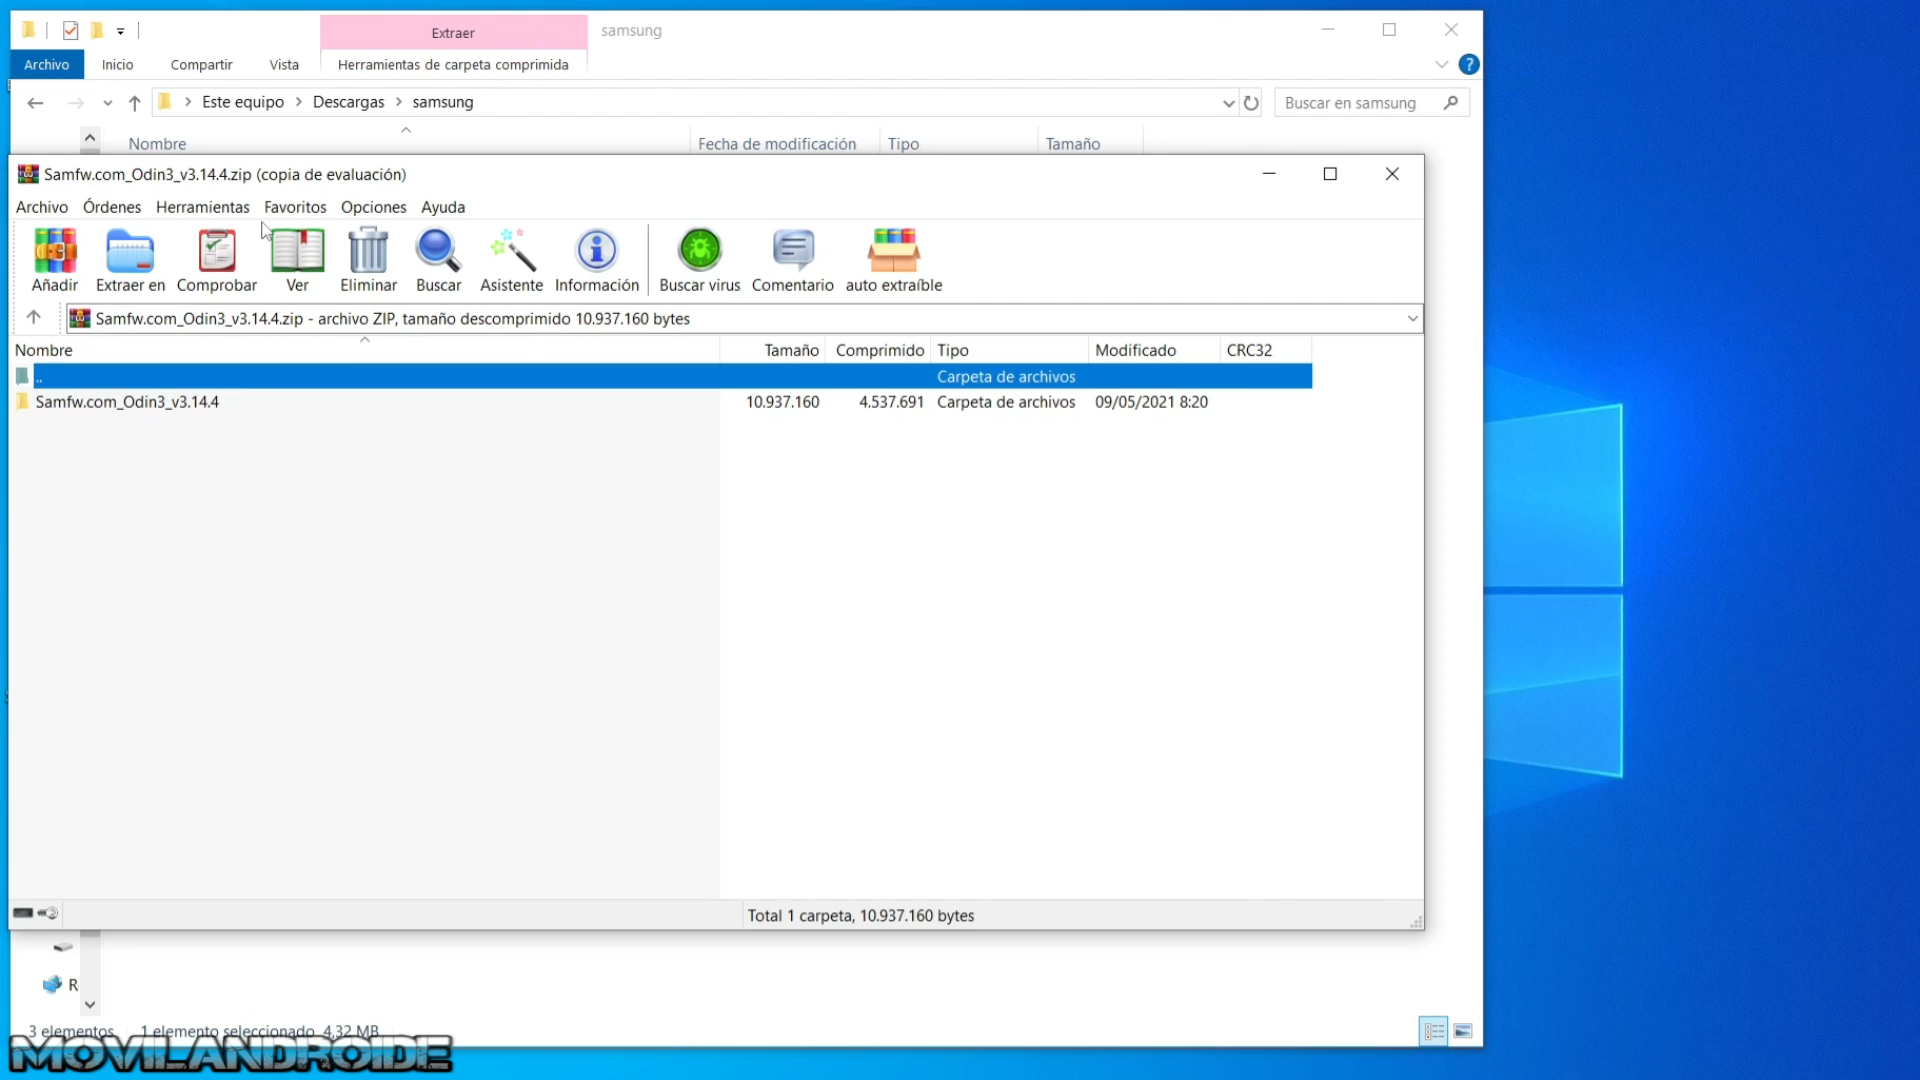 Extraer
samsung
Archivo Inicio Compartir Vista Herramientas de carpeta comprimida
?
Este equipo > Descargas > samsung
Buscar en samsung
Nombre Fecha de modificación Tipo Tamaño
Samfw.com_Odin3_v3.14.4.zip (copia de evaluación)
Archivo Órdenes Herramientas Favoritos Opciones Ayuda
Añadir Extraer en Comprobar Ver Eliminar Buscar Asistente Información Buscar virus Comentario auto extraíble
Samfw.com_Odin3_v3.14.4.zip - archivo ZIP, tamaño descomprimido 10.937.160 bytes
Nombre Tamaño Comprimido Tipo Modificado CRC32
.. Carpeta de archivos
Samfw.com_Odin3_v3.14.4 10.937.160 4.537.691 Carpeta de archivos 09/05/2021 8:20
Total 1 carpeta, 10.937.160 bytes
R
3 elementos 1 elemento seleccionado 4,32 MB
MOVILANDROIDE